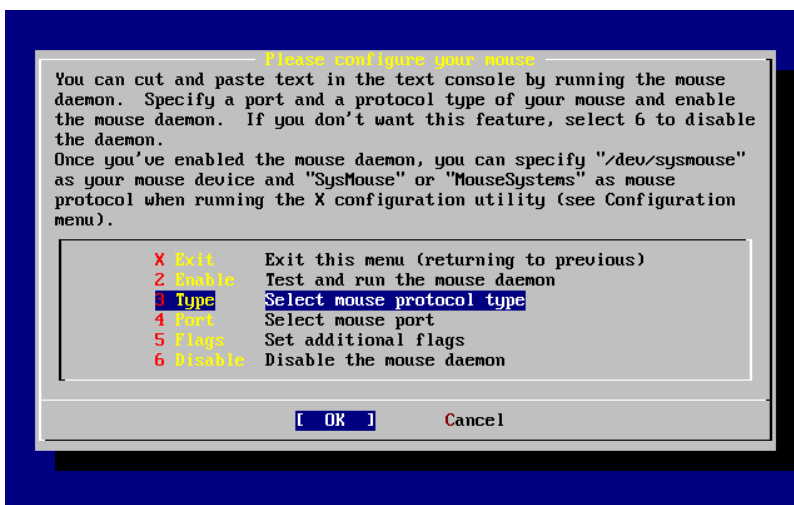 Please configure your mouse
You can cut and paste text in the text console by running the mouse
daemon.  Specify a port and a protocol type of your mouse and enable
the mouse daemon.  If you don't want this feature, select 6 to disable
the daemon.
Once you've enabled the mouse daemon, you can specify "/dev/sysmouse"
as your mouse device and "SysMouse" or "MouseSystems" as mouse
protocol when running the X configuration utility (see Configuration
menu).
X Exit Exit this menu (returning to previous)
2 Enable Test and run the mouse daemon
3 Type Select mouse protocol type
4 Port Select mouse port
5 Flags Set additional flags
6 Disable Disable the mouse daemon
[ OK ] Cancel